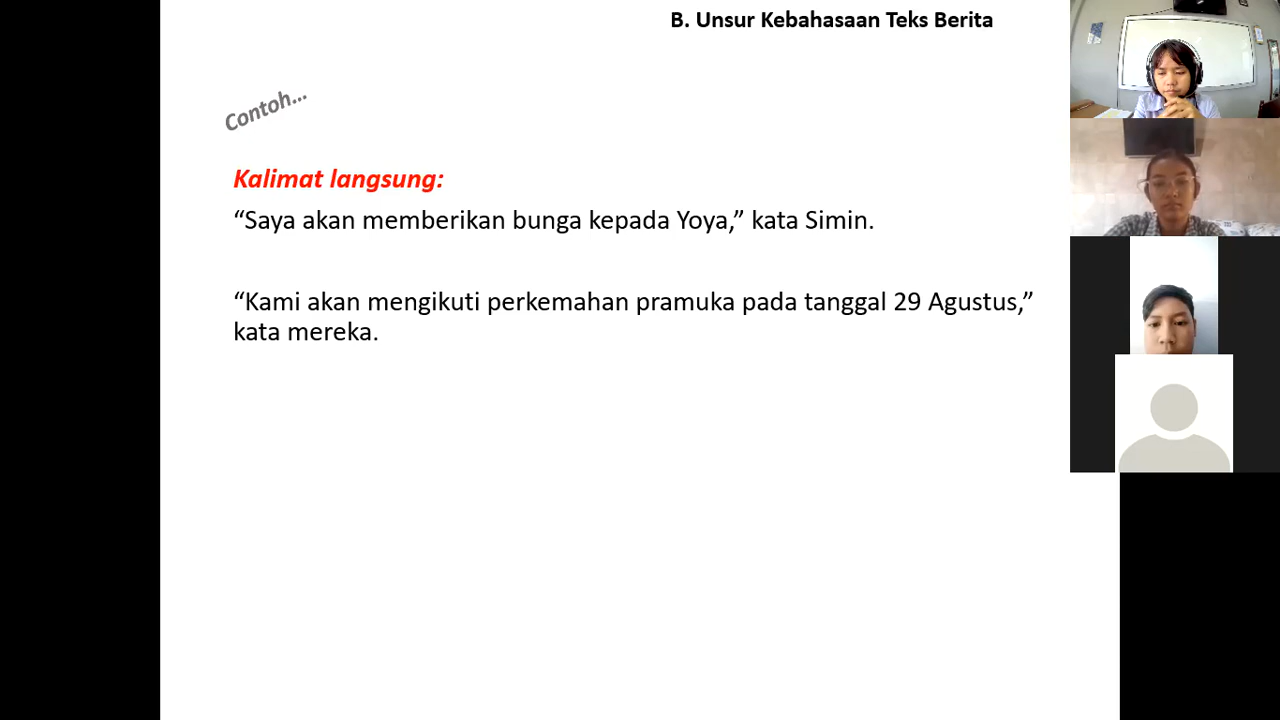 B. Unsur Kebahasaan Teks Berita
Contoh...
Kalimat langsung:
“Saya akan memberikan bunga kepada Yoya,” kata Simin.
“Kami akan mengikuti perkemahan pramuka pada tanggal 29 Agustus,”
kata mereka.